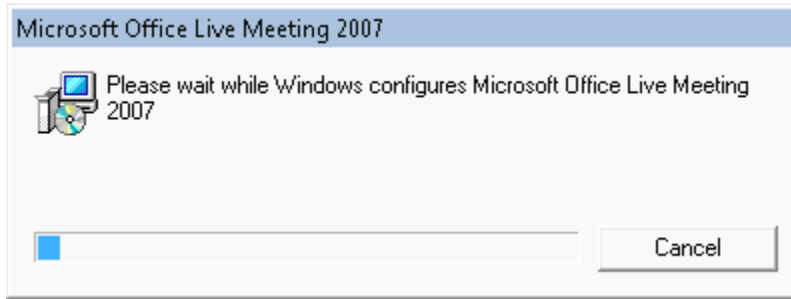 Microsoft Office Live Meeting 2007
Please wait while Windows configures Microsoft Office Live Meeting
2007
Cancel